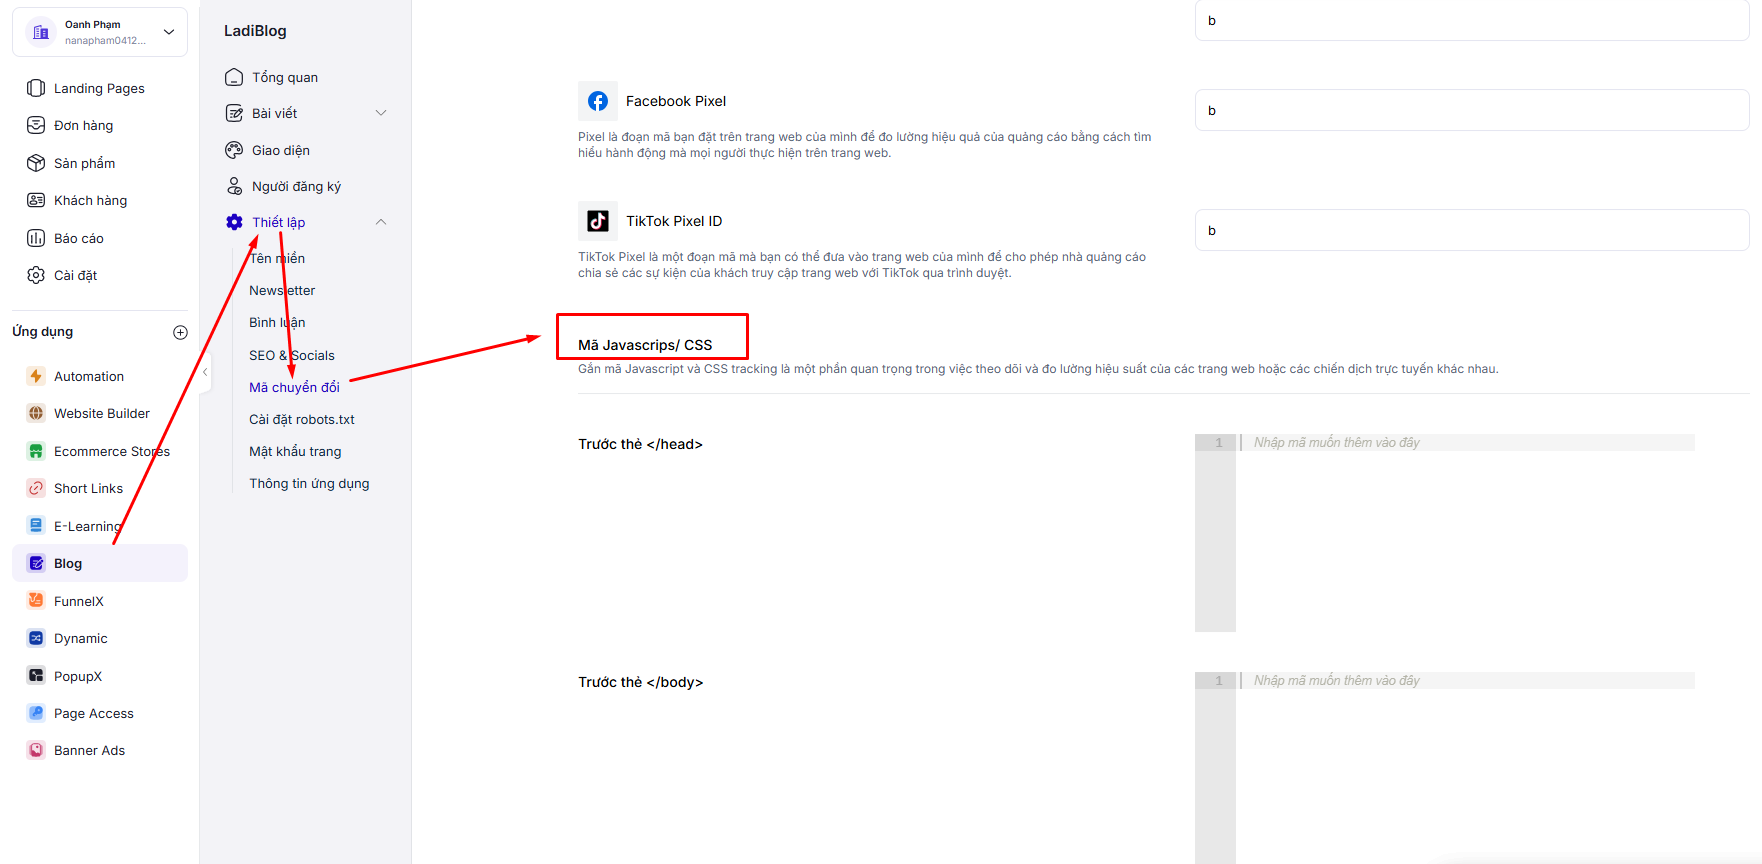 Oanh Phạm
nanapham0412...
Landing Pages
Đơn hàng
Sản phẩm
Khách hàng
Báo cáo
Cài đặt
Ứng dụng
Automation
Website Builder
Ecommerce Stores
Short Links
E-Learning
Blog
FunnelX
Dynamic
PopupX
Page Access
Banner Ads
LadiBlog
Tổng quan
Bài viết
Giao diện
Người đăng ký
Thiết lập
Tên miền
Newsletter
Bình luận
SEO & Socials
Mã chuyển đổi
Cài đặt robots.txt
Mật khẩu trang
Thông tin ứng dụng
b
Facebook Pixel
Pixel là đoạn mã bạn đặt trên trang web của mình để đo lường hiệu quả của quảng cáo bằng cách tìm
hiểu hành động mà mọi người thực hiện trên trang web.
b
TikTok Pixel ID
TikTok Pixel là một đoạn mã mà bạn có thể đưa vào trang web của mình để cho phép nhà quảng cáo
chia sẻ các sự kiện của khách truy cập trang web với TikTok qua trình duyệt.
b
Mã Javascrips/ CSS
Gắn mã Javascript và CSS tracking là một phần quan trọng trong việc theo dõi và đo lường hiệu suất của các trang web hoặc các chiến dịch trực tuyến khác nhau.
Trước thẻ </head>
1 Nhập mã muốn thêm vào đây
Trước thẻ </body>
1 Nhập mã muốn thêm vào đây